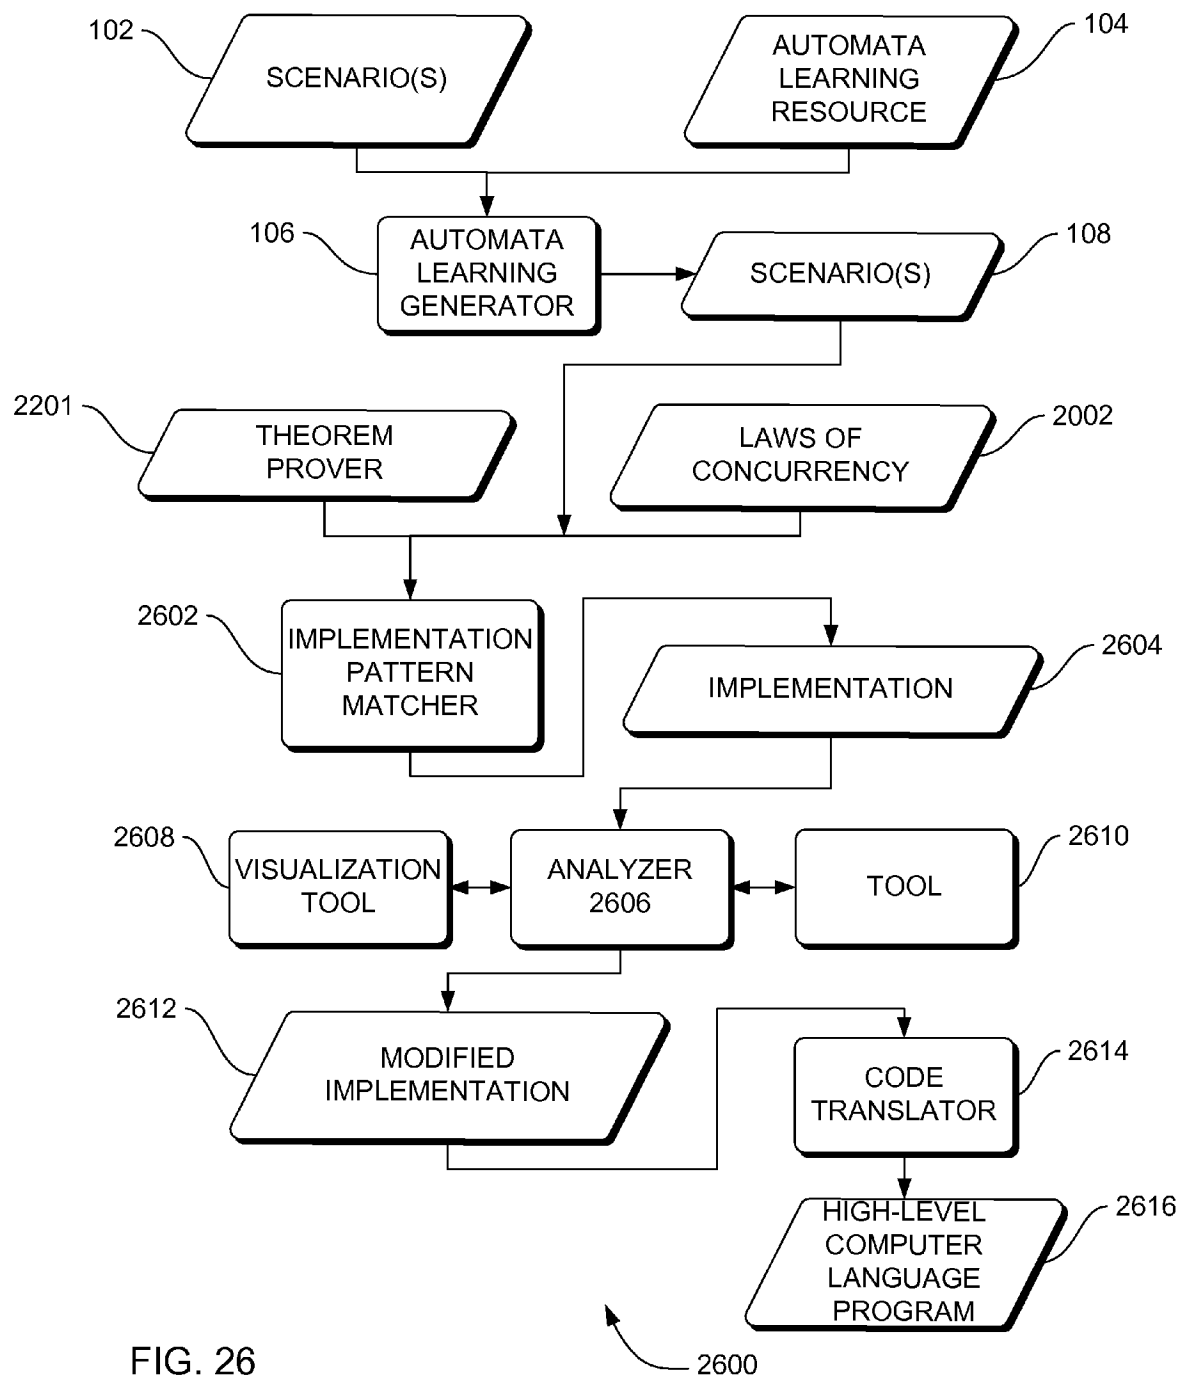 102
SCENARIO(S)
AUTOMATA
LEARNING
RESOURCE
104
106
AUTOMATA
LEARNING
GENERATOR
SCENARIO(S)
108
2201
THEOREM
PROVER
LAWS OF
CONCURRENCY
2002
2602
IMPLEMENTATION
PATTERN
MATCHER
IMPLEMENTATION
2604
2608
VISUALIZATION
TOOL
ANALYZER
2606
TOOL
2610
2612
MODIFIED
IMPLEMENTATION
CODE
TRANSLATOR
2614
HIGH-LEVEL
COMPUTER
LANGUAGE
PROGRAM
2616
FIG. 26
2600